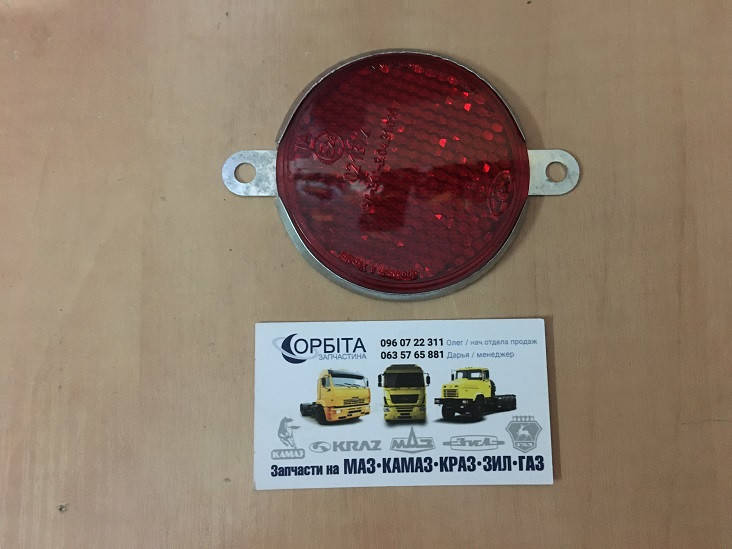 ОРБІТА
ЗАПЧАСТИНА
096 07 22 311 Олег / нач.отдела продаж
063 57 65 881 Дарья / менеджер
КАМАЗ
KRAZ
МАЗ
ЗИЛ
ГАЗ
Запчасти на МАЗ•КАМАЗ•КРАЗ•ЗИЛ•ГАЗ